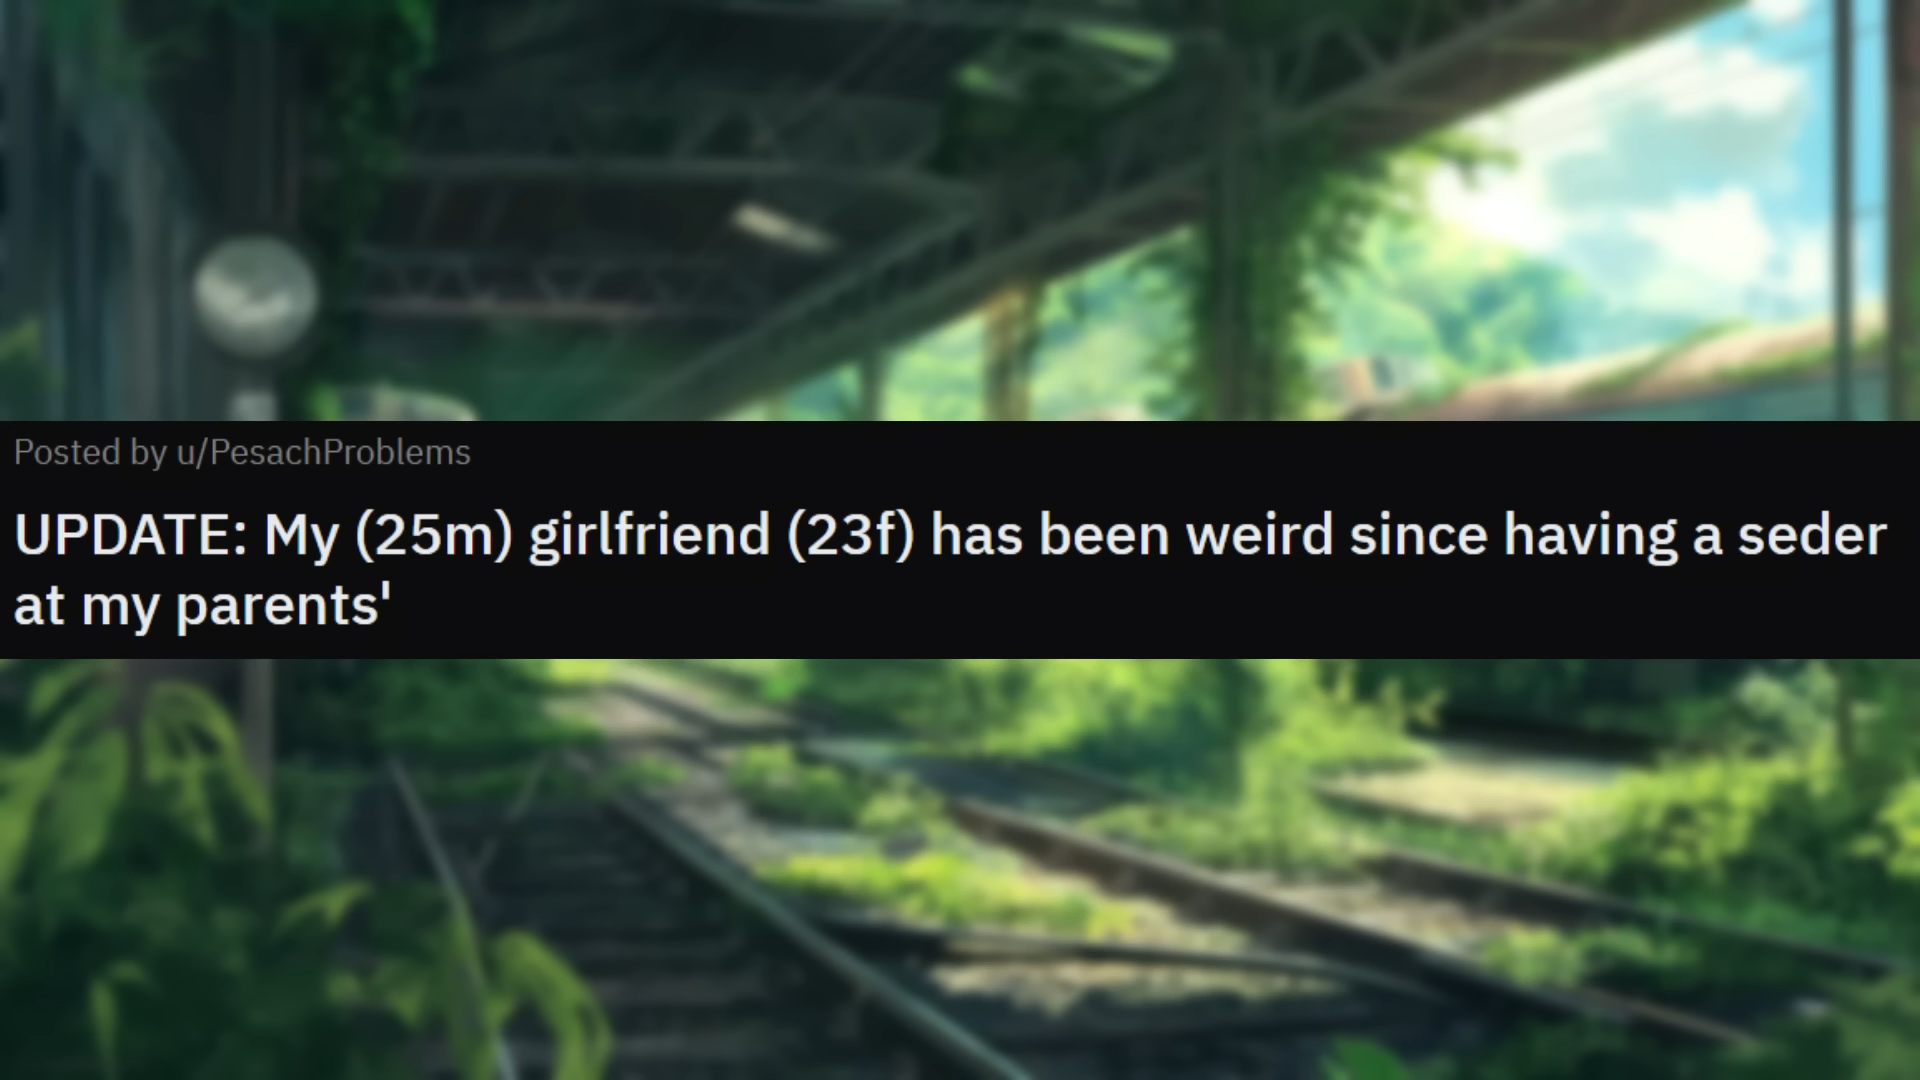 Posted by u/PesachProblems
UPDATE: My (25m) girlfriend (23f) has been weird since having a seder
at my parents'